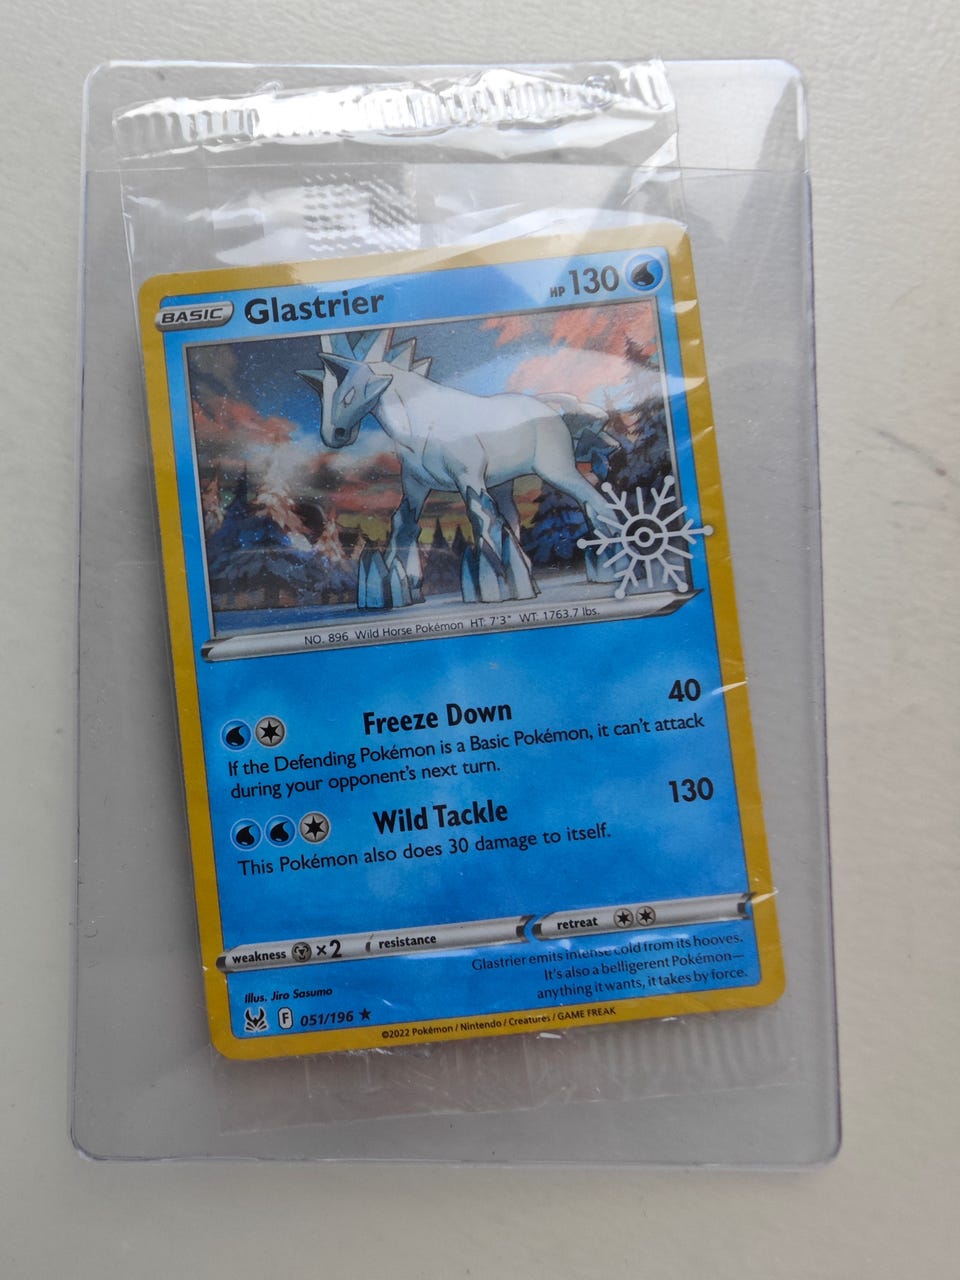 BASIC Glastrier HP 130
NO. 896 Wild Horse Pokémon HT: 7'3" WT: 1763.7 lbs.
Freeze Down 40
If the Defending Pokémon is a Basic Pokémon, it can't attack
during your opponent's next turn.
Wild Tackle 130
This Pokémon also does 30 damage to itself.
weakness ×2 resistance retreat
Glastrier emits intense cold from its hooves.
It's also a belligerent Pokémon—
anything it wants, it takes by force.
Illus. Jiro Sasumo
F 051/196 ★
©2022 Pokémon / Nintendo / Creatures / GAME FREAK